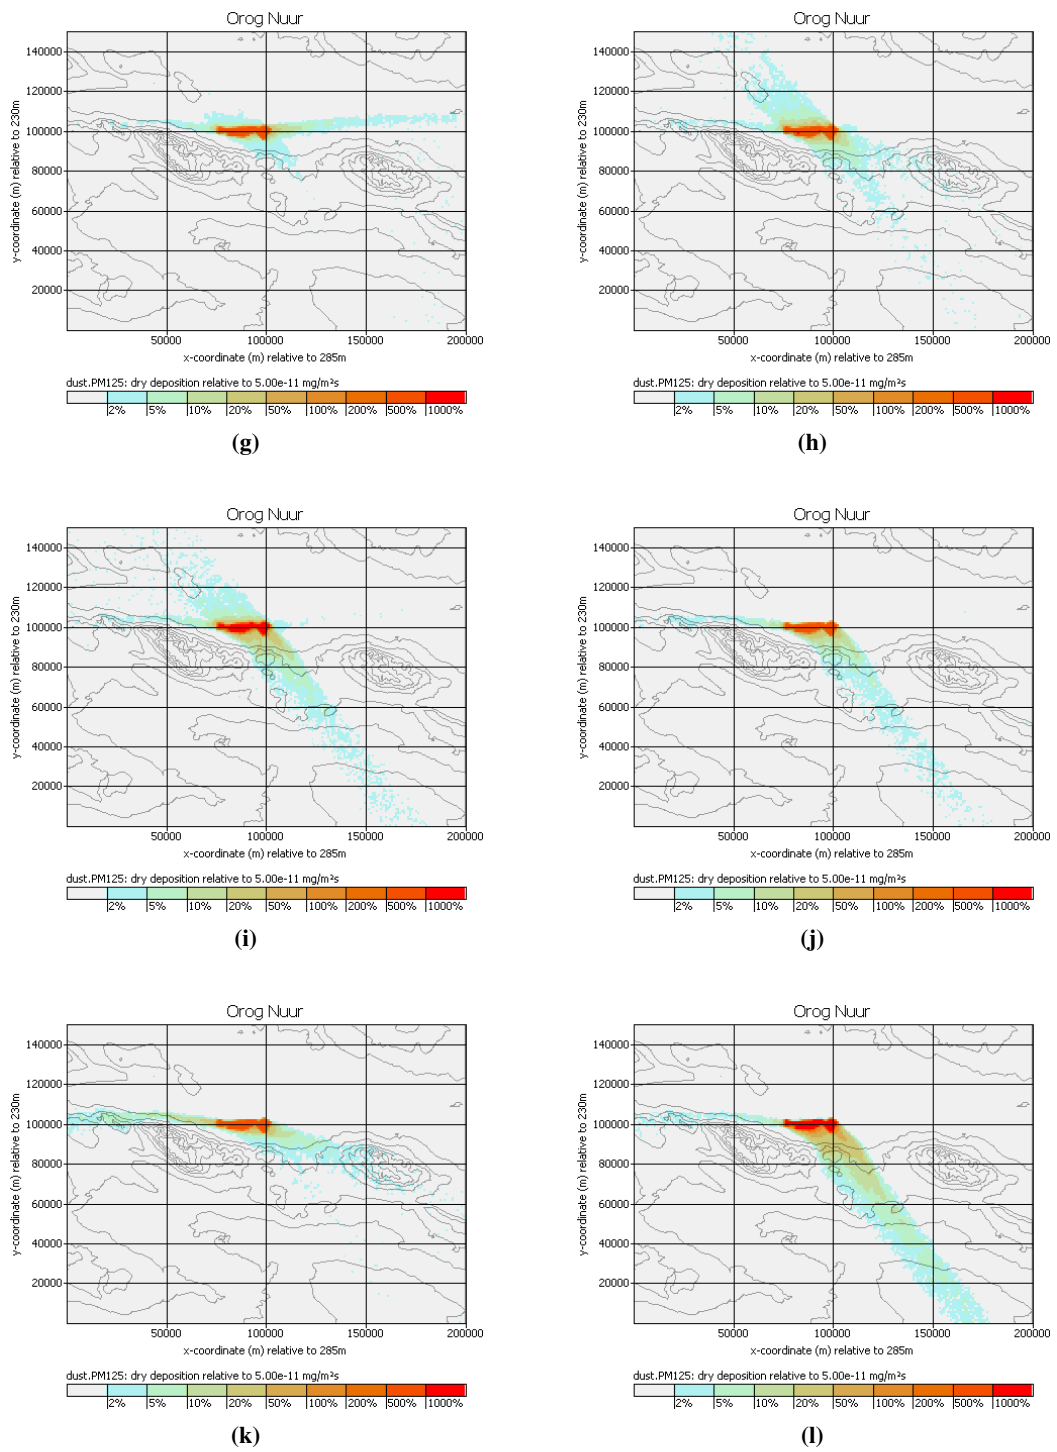 Orog Nuur
140000
120000
100000
80000
60000
40000
20000
y-coordinate (m) relative to 230m
50000 100000 150000 200000
x-coordinate (m) relative to 285m
dust.PM125: dry deposition relative to 5.00e-11 mg/m²s
2% 5% 10% 20% 50% 100% 200% 500% 1000%
(g)
Orog Nuur
140000
120000
100000
80000
60000
40000
20000
y-coordinate (m) relative to 230m
50000 100000 150000 200000
x-coordinate (m) relative to 285m
dust.PM125: dry deposition relative to 5.00e-11 mg/m²s
2% 5% 10% 20% 50% 100% 200% 500% 1000%
(h)
Orog Nuur
140000
120000
100000
80000
60000
40000
20000
y-coordinate (m) relative to 230m
50000 100000 150000 200000
x-coordinate (m) relative to 285m
dust.PM125: dry deposition relative to 5.00e-11 mg/m²s
2% 5% 10% 20% 50% 100% 200% 500% 1000%
(i)
Orog Nuur
140000
120000
100000
80000
60000
40000
20000
y-coordinate (m) relative to 230m
50000 100000 150000 200000
x-coordinate (m) relative to 285m
dust.PM125: dry deposition relative to 5.00e-11 mg/m²s
2% 5% 10% 20% 50% 100% 200% 500% 1000%
(j)
Orog Nuur
140000
120000
100000
80000
60000
40000
20000
y-coordinate (m) relative to 230m
50000 100000 150000 200000
x-coordinate (m) relative to 285m
dust.PM125: dry deposition relative to 5.00e-11 mg/m²s
2% 5% 10% 20% 50% 100% 200% 500% 1000%
(k)
Orog Nuur
140000
120000
100000
80000
60000
40000
20000
y-coordinate (m) relative to 230m
50000 100000 150000 200000
x-coordinate (m) relative to 285m
dust.PM125: dry deposition relative to 5.00e-11 mg/m²s
2% 5% 10% 20% 50% 100% 200% 500% 1000%
(l)